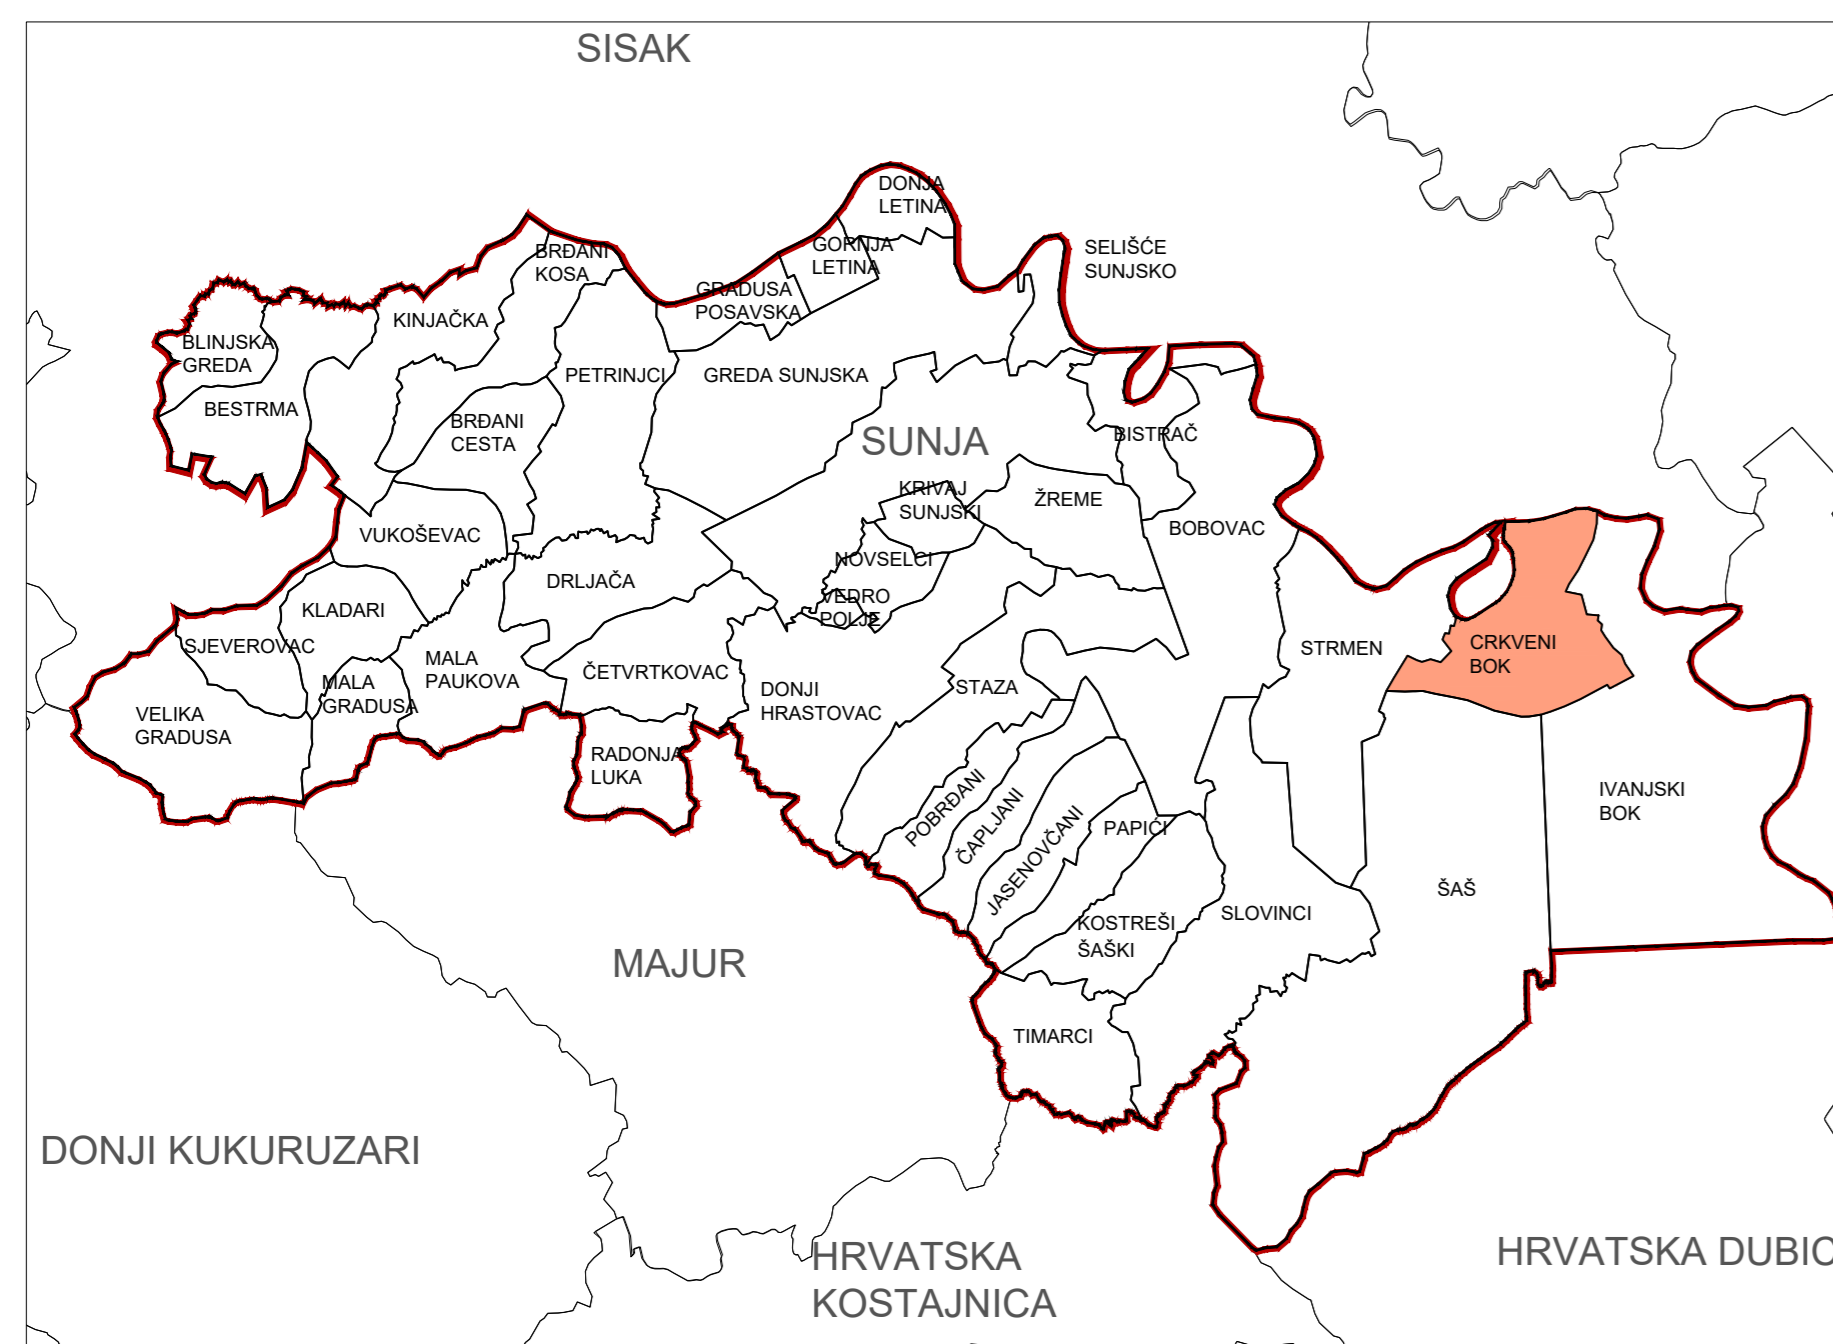 SISAK
DONJA
LETINA
GORNJA
LETINA
SELIŠĆE
SUNJSKO
BRĐANI
KOSA
GRADUSA
POSAVSKA
KINJAČKA
BLINJSKA
GREDA
BESTRMA
PETRINJCI
GREDA SUNJSKA
BRĐANI
CESTA
SUNJA
BISTRAČ
KRIVAJ
SUNJSKI
ŽREME
BOBOVAC
VUKOŠEVAC
NOVSELCI
DRLJAČA
VEDRO
POLJE
KLADARI
SJEVEROVAC
MALA
PAUKOVA
ČETVRTKOVAC
STRMEN
CRKVENI
BOK
MALA
GRADUSA
STAZA
DONJI
HRASTOVAC
VELIKA
GRADUSA
RADONJA
LUKA
IVANJSKI
BOK
POBRĐANI
ČAPLJANI
JASENOVČANI
PAPIĆI
ŠAŠ
KOSTREŠI
ŠAŠKI
SLOVINCI
MAJUR
TIMARCI
DONJI KUKURUZARI
HRVATSKA
KOSTAJNICA
HRVATSKA DUBIC